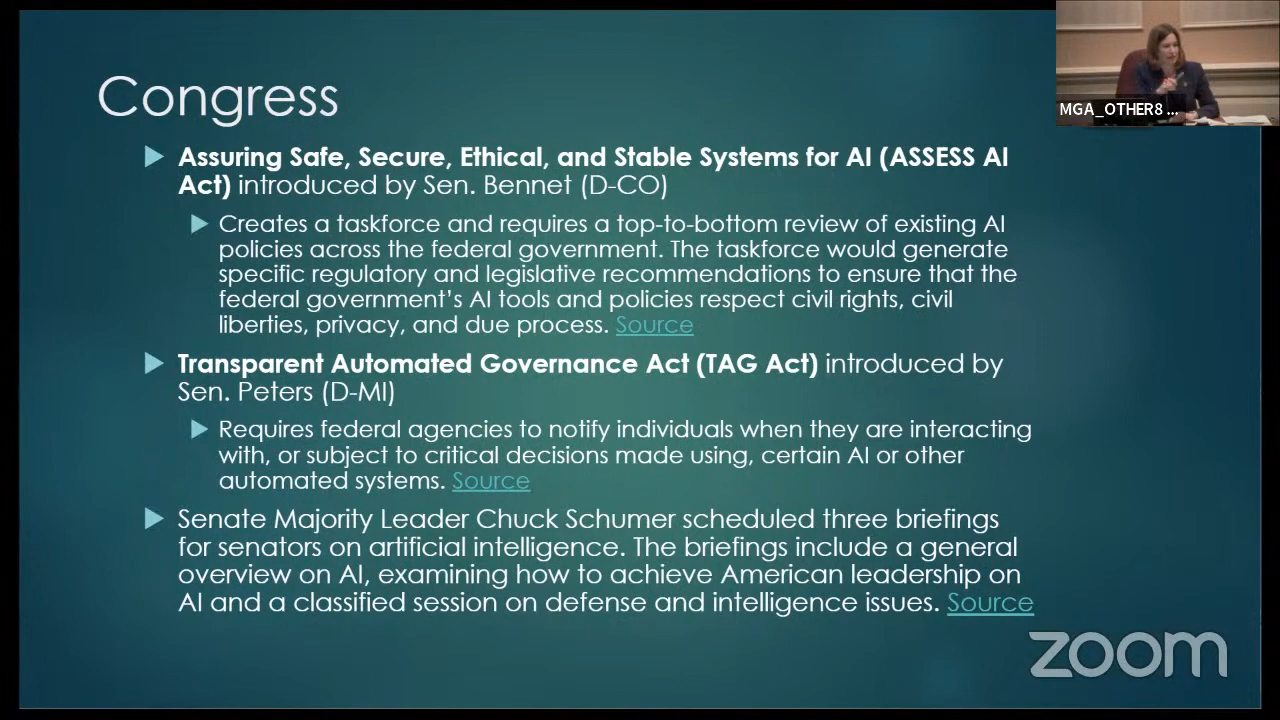 Congress
MGA_OTHER8 ...
Assuring Safe, Secure, Ethical, and Stable Systems for AI (ASSESS AI
Act) introduced by Sen. Bennet (D-CO)
Creates a taskforce and requires a top-to-bottom review of existing AI
policies across the federal government. The taskforce would generate
specific regulatory and legislative recommendations to ensure that the
federal government’s AI tools and policies respect civil rights, civil
liberties, privacy, and due process. Source
Transparent Automated Governance Act (TAG Act) introduced by
Sen. Peters (D-MI)
Requires federal agencies to notify individuals when they are interacting
with, or subject to critical decisions made using, certain AI or other
automated systems. Source
Senate Majority Leader Chuck Schumer scheduled three briefings
for senators on artificial intelligence. The briefings include a general
overview on AI, examining how to achieve American leadership on
AI and a classified session on defense and intelligence issues. Source
zoom